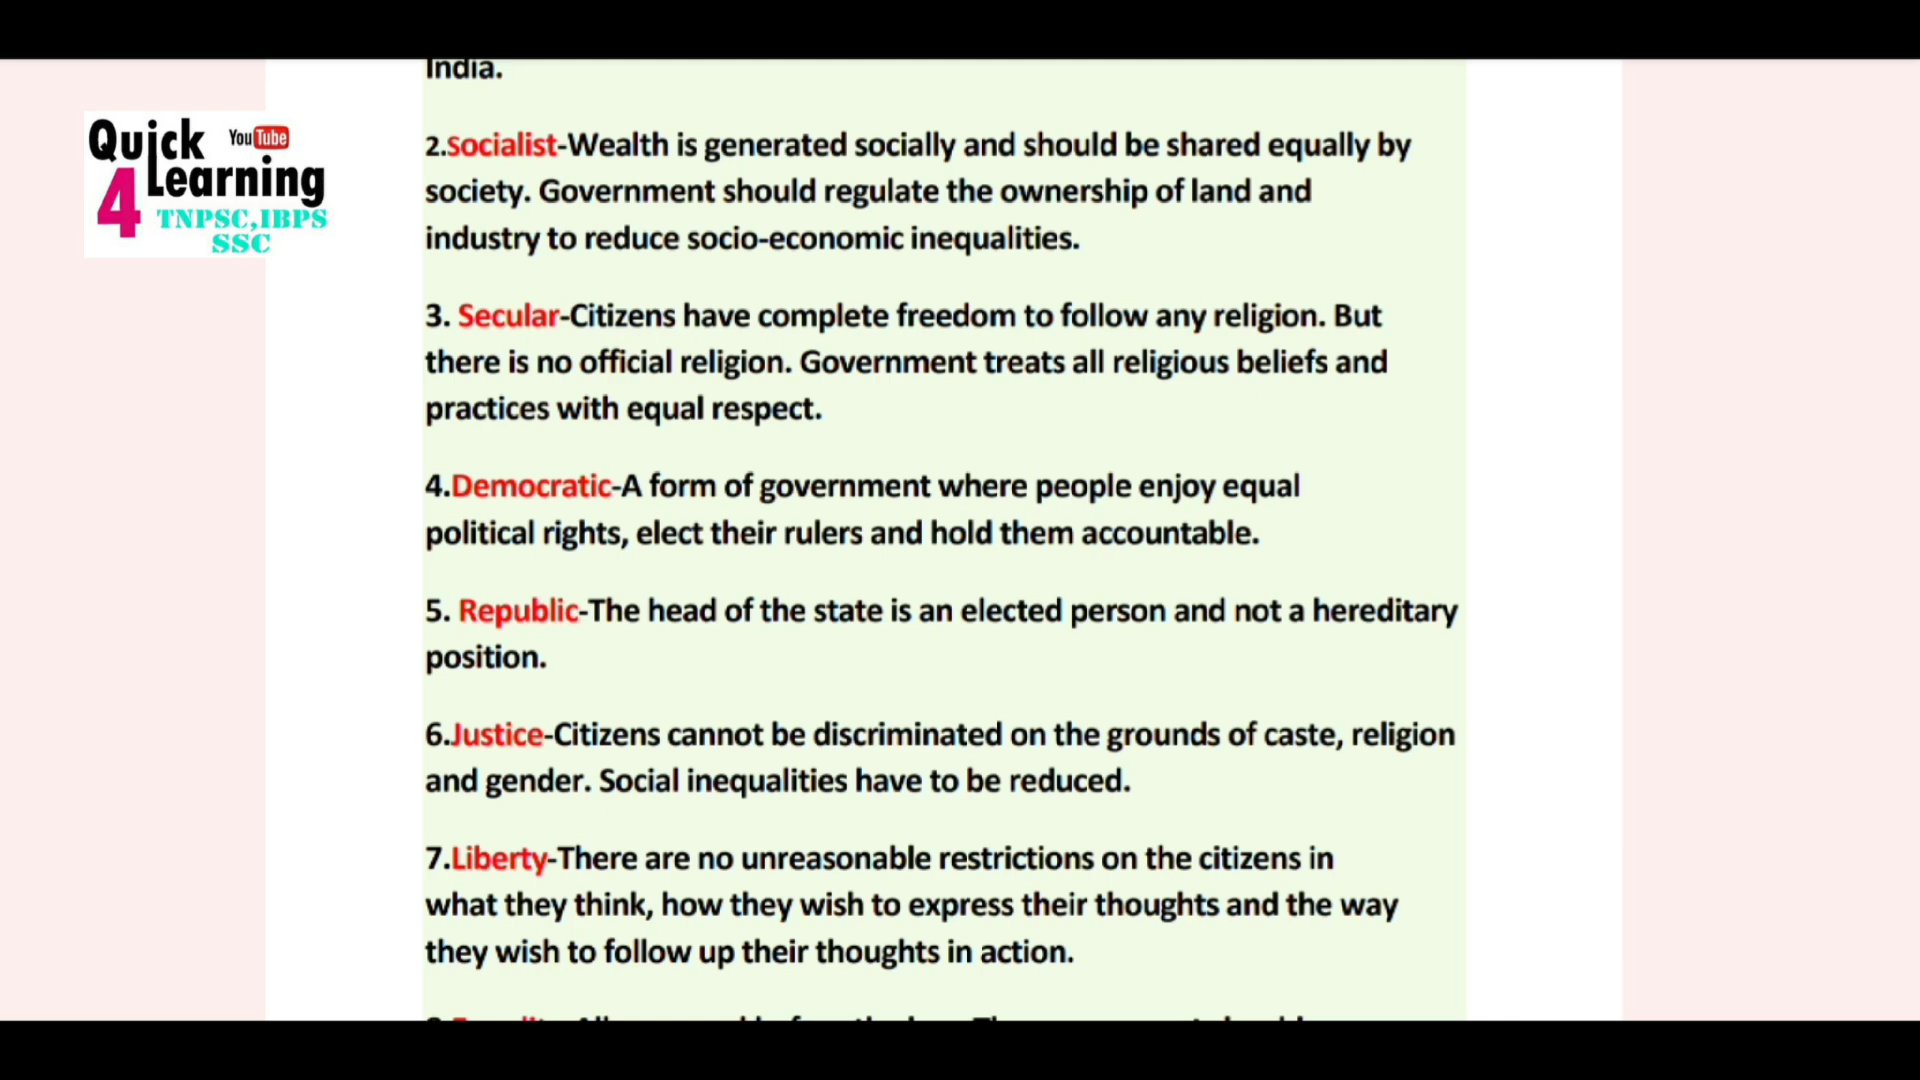 India.
Quick YouTube
4 Learning
TNPSC,IBPS
SSC
2.Socialist-Wealth is generated socially and should be shared equally by
society. Government should regulate the ownership of land and
industry to reduce socio-economic inequalities.
3. Secular-Citizens have complete freedom to follow any religion. But
there is no official religion. Government treats all religious beliefs and
practices with equal respect.
4.Democratic-A form of government where people enjoy equal
political rights, elect their rulers and hold them accountable.
5. Republic-The head of the state is an elected person and not a hereditary
position.
6.Justice-Citizens cannot be discriminated on the grounds of caste, religion
and gender. Social inequalities have to be reduced.
7.Liberty-There are no unreasonable restrictions on the citizens in
what they think, how they wish to express their thoughts and the way
they wish to follow up their thoughts in action.